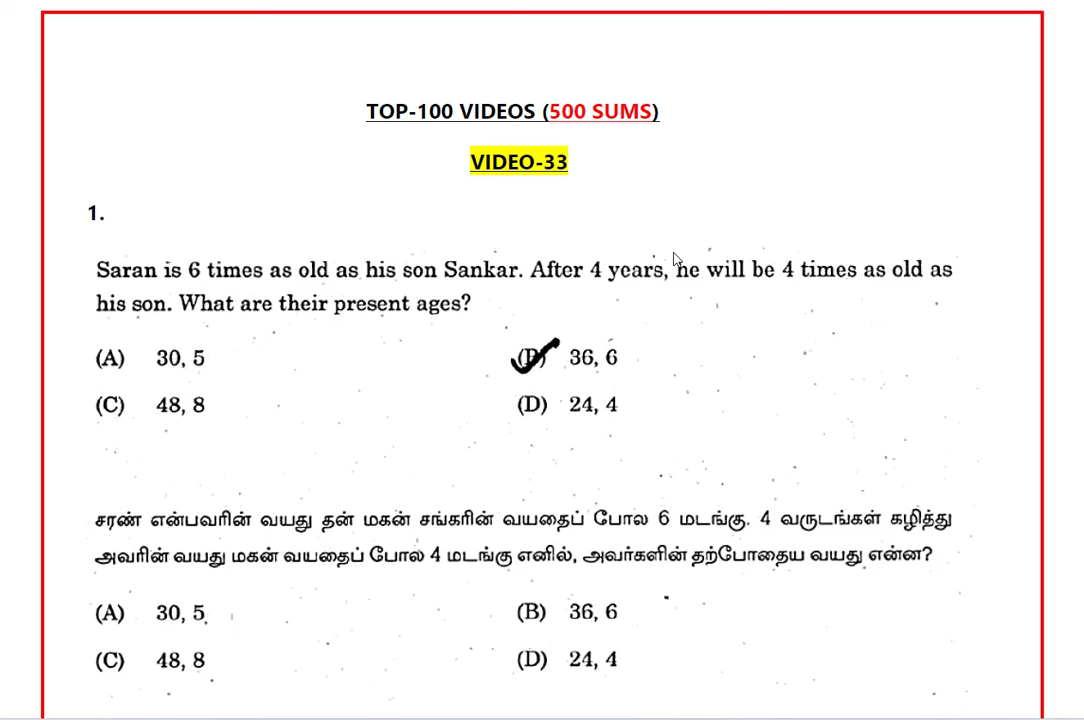 TOP-100 VIDEOS (500 SUMS)
VIDEO-33
1.
Saran is 6 times as old as his son Sankar. After 4 years, he will be 4 times as old as
his son. What are their present ages?
(A) 30, 5 (B) 36, 6
(C) 48, 8 (D) 24, 4
சரண் என்பவரின் வயது தன் மகன் சங்கரின் வயதைப் போல 6 மடங்கு. 4 வருடங்கள் கழித்து
அவரின் வயது மகன் வயதைப் போல் 4 மடங்கு எனில், அவர்களின் தற்போதைய வயது என்ன?
(A) 30, 5 (B) 36, 6
(C) 48, 8 (D) 24, 4